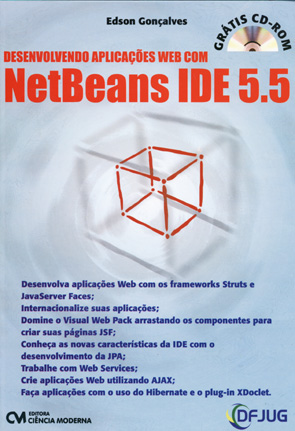 Edson Gonçalves
GRÁTIS CD-ROM
DESENVOLVENDO APLICAÇÕES WEB COM
NetBeans IDE 5.5
Desenvolva aplicações Web com os frameworks Struts e
JavaServer Faces;
Internacionalize suas aplicações;
Domine o Visual Web Pack arrastando os componentes para
criar suas páginas JSF;
Conheça as novas características da IDE com o
desenvolvimento da JPA;
Trabalhe com Web Services;
Crie aplicações Web utilizando AJAX;
Faça aplicações com o uso do Hibernate e o plug-in XDoclet.
EDITORA
CIÊNCIA MODERNA
DFJUG